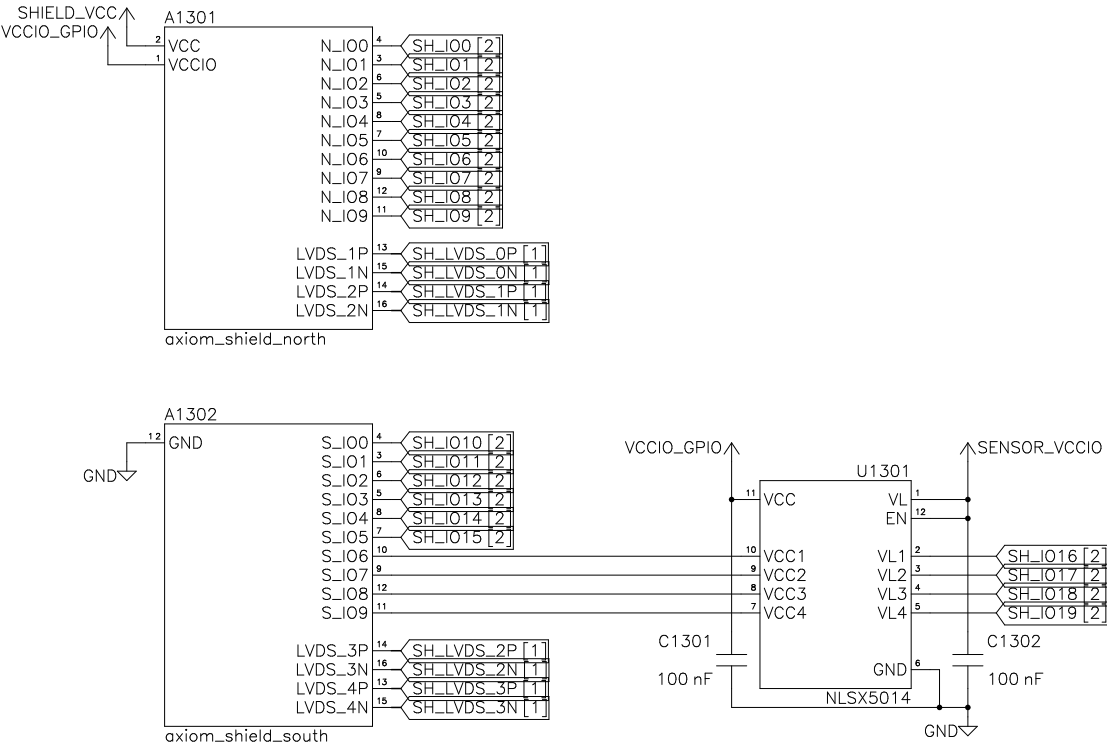 SHIELD_VCC
VCCIO_GPIO
A1301
2 VCC N_IO0 4 SH_IO0 [2]
1 VCCIO N_IO1 3 SH_IO1 [2]
N_IO2 6 SH_IO2 [2]
N_IO3 5 SH_IO3 [2]
N_IO4 8 SH_IO4 [2]
N_IO5 7 SH_IO5 [2]
N_IO6 10 SH_IO6 [2]
N_IO7 9 SH_IO7 [2]
N_IO8 12 SH_IO8 [2]
N_IO9 11 SH_IO9 [2]
LVDS_1P 13 SH_LVDS_0P [1]
LVDS_1N 15 SH_LVDS_0N [1]
LVDS_2P 14 SH_LVDS_1P [1]
LVDS_2N 16 SH_LVDS_1N [1]
axiom_shield_north
A1302
12 GND S_IO0 4 SH_IO10 [2]
GND
S_IO1 3 SH_IO11 [2]
S_IO2 6 SH_IO12 [2]
S_IO3 5 SH_IO13 [2]
S_IO4 8 SH_IO14 [2]
S_IO5 7 SH_IO15 [2]
S_IO6 10
S_IO7 9
S_IO8 12
S_IO9 11
LVDS_3P 14 SH_LVDS_2P [1]
LVDS_3N 16 SH_LVDS_2N [1]
LVDS_4P 13 SH_LVDS_3P [1]
LVDS_4N 15 SH_LVDS_3N [1]
axiom_shield_south
VCCIO_GPIO
SENSOR_VCCIO
U1301
11 VCC VL 1
EN 12
10 VCC1 VL1 2 SH_IO16 [2]
9 VCC2 VL2 3 SH_IO17 [2]
8 VCC3 VL3 4 SH_IO18 [2]
7 VCC4 VL4 5 SH_IO19 [2]
C1301
100 nF
GND 6
C1302
100 nF
NLSX5014
GND